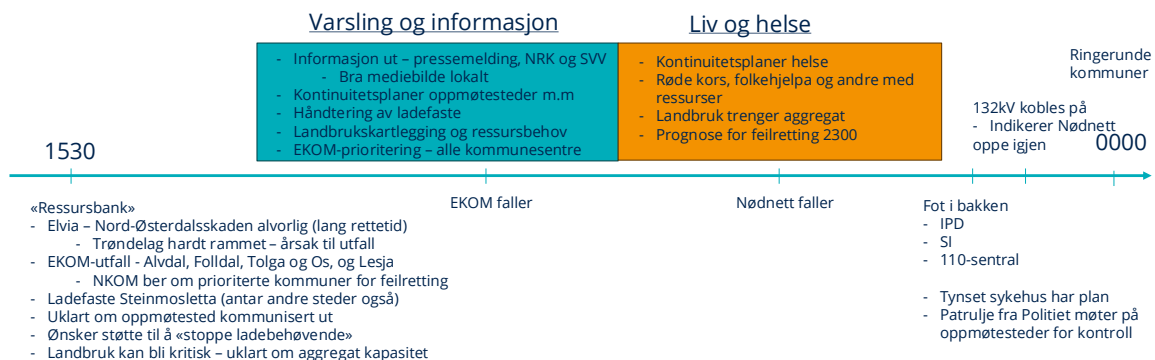 Varsling og informasjon
- Informasjon ut – pressemelding, NRK og SVV
- Bra mediebilde lokalt
- Kontinuitetsplaner oppmøtesteder m.m
- Håndtering av ladefaste
- Landbrukskartlegging og ressursbehov
- EKOM-prioritering – alle kommunesentre
Liv og helse
- Kontinuitetsplaner helse
- Røde kors, folkehjelpa og andre med
ressurser
- Landbruk trenger aggregat
- Prognose for feilretting 2300
Ringerunde
kommuner
132kV kobles på
- Indikerer Nødnett
oppe igjen
1530
0000
«Ressursbank»
- Elvia – Nord-Østerdalsskaden alvorlig (lang rettetid)
- Trøndelag hardt rammet – årsak til utfall
- EKOM-utfall - Alvdal, Folldal, Tolga og Os, og Lesja
- NKOM ber om prioriterte kommuner for feilretting
- Ladefaste Steinmosletta (antar andre steder også)
- Uklart om oppmøtested kommunisert ut
- Ønsker støtte til å «stoppe ladebehøvende»
- Landbruk kan bli kritisk – uklart om aggregat kapasitet
EKOM faller
Nødnett faller
Fot i bakken
- IPD
- SI
- 110-sentral
- Tynset sykehus har plan
- Patrulje fra Politiet møter på
oppmøtesteder for kontroll